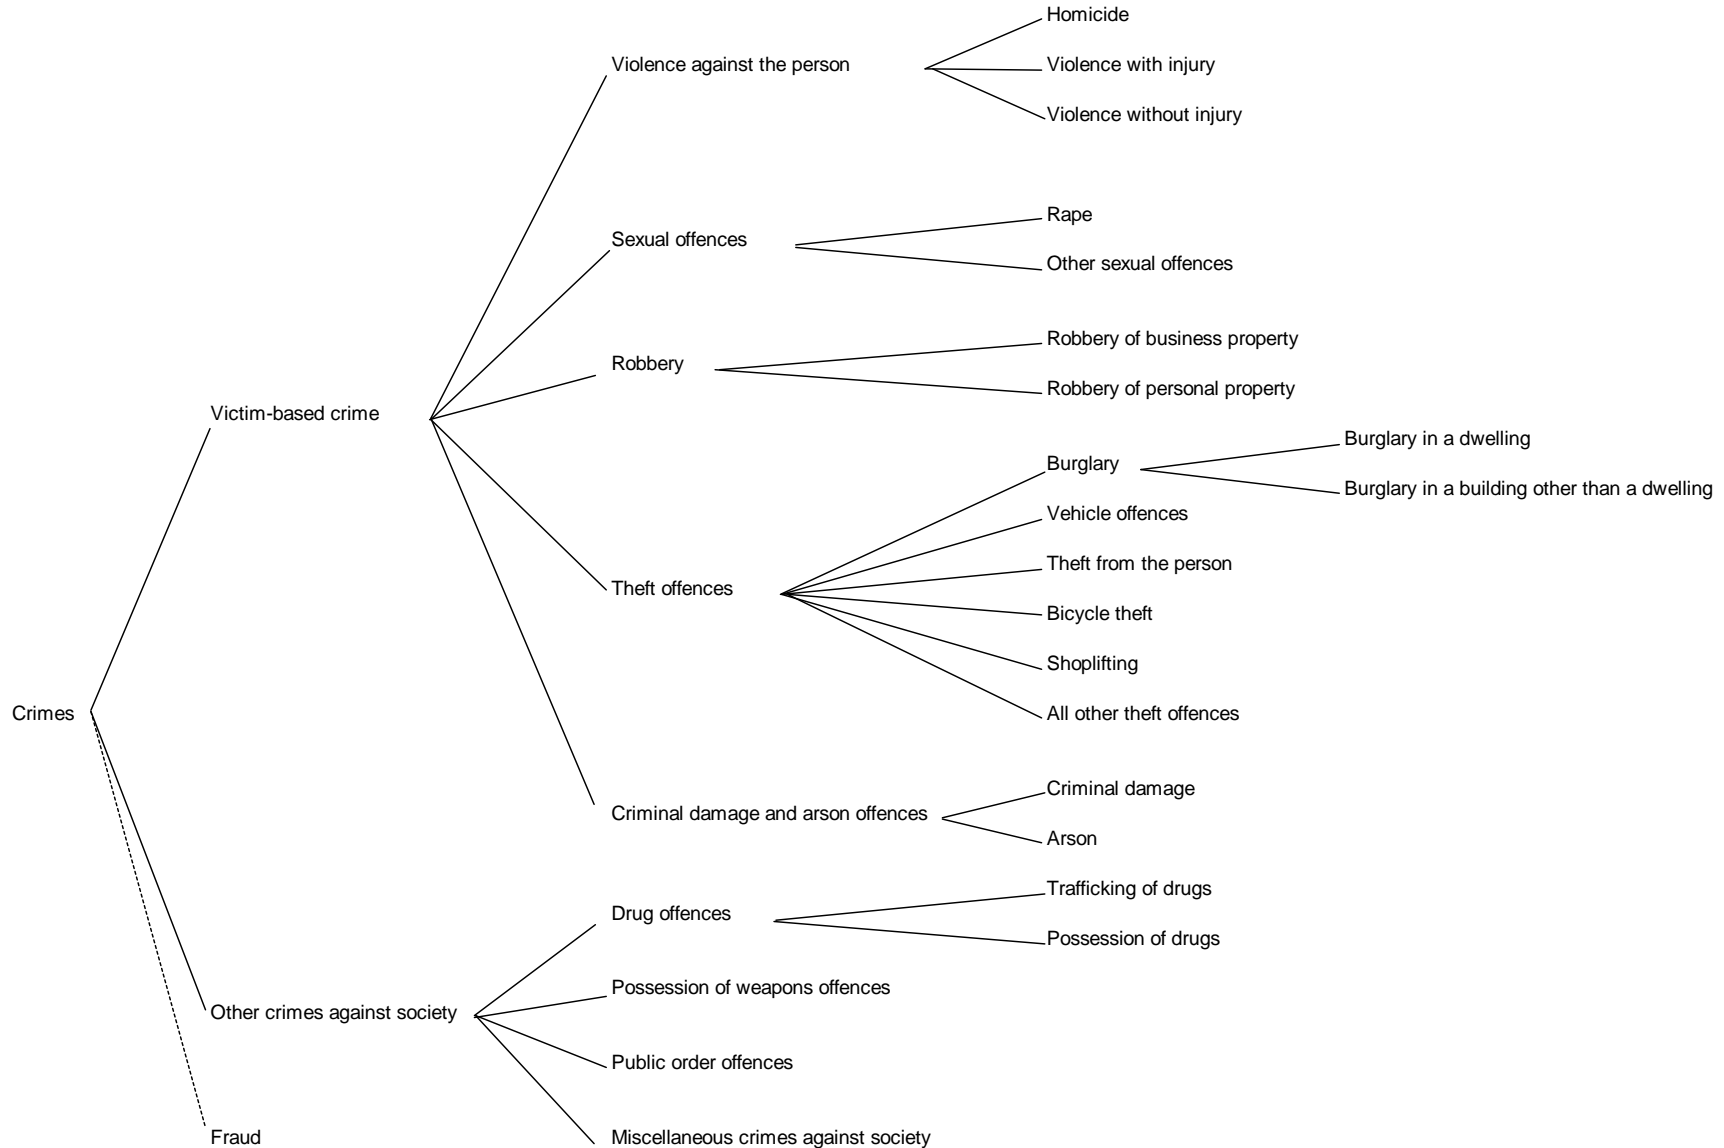 Homicide
Violence against the person
Violence with injury
Violence without injury
Rape
Sexual offences
Other sexual offences
Robbery of business property
Robbery
Robbery of personal property
Victim-based crime
Burglary in a dwelling
Burglary
Burglary in a building other than a dwelling
Vehicle offences
Theft from the person
Theft offences
Bicycle theft
Shoplifting
Crimes
All other theft offences
Criminal damage
Criminal damage and arson offences
Arson
Trafficking of drugs
Drug offences
Possession of drugs
Possession of weapons offences
Other crimes against society
Public order offences
Fraud
Miscellaneous crimes against society